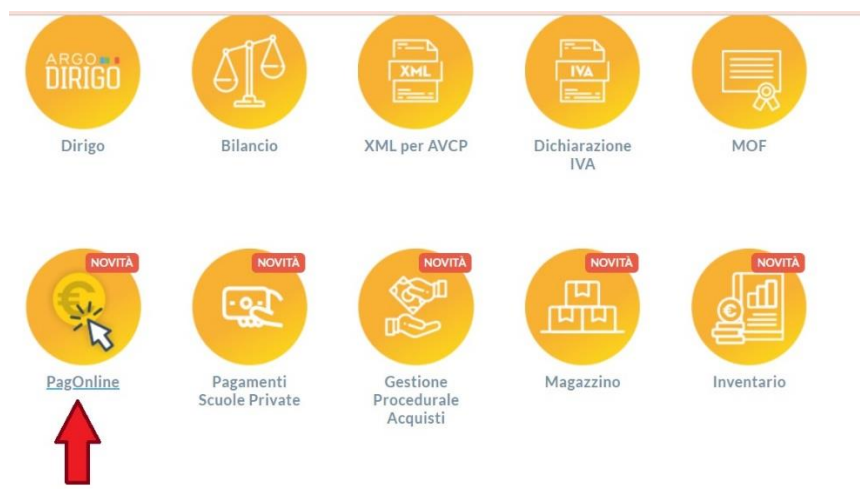 ARGO
DIRIGO
XML
IVA
Dirigo
Bilancio
XML per AVCP
Dichiarazione
IVA
MOF
NOVITÀ
NOVITÀ
NOVITÀ
NOVITÀ
NOVITÀ
€
€
PagOnline
Pagamenti
Scuole Private
Gestione
Procedurale
Acquisti
Magazzino
Inventario